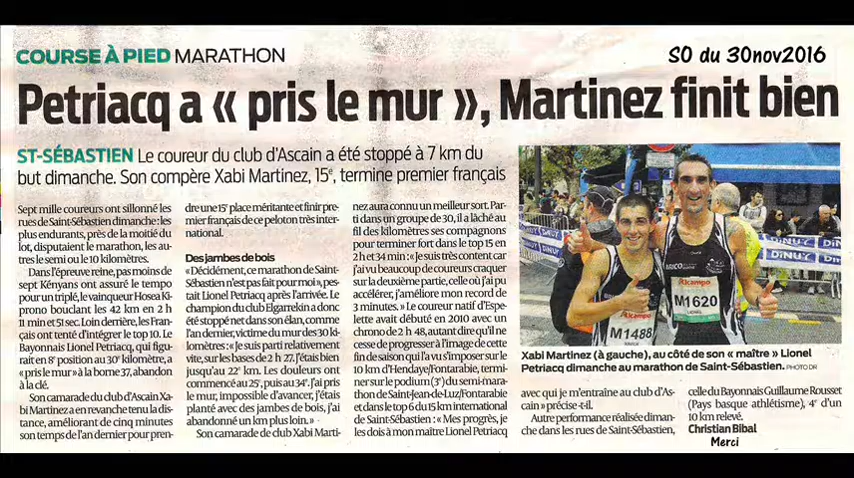 COURSE À PIED MARATHON
SO du 30nov2016
Petriacq a « pris le mur », Martinez finit bien
ST-SÉBASTIEN Le coureur du club d'Ascain a été stoppé à 7 km du
but dimanche. Son compère Xabi Martinez, 15e, termine premier français
Sept mille coureurs ont sillonné les
rues de Saint-Sébastien dimanche: les
plus endurants, près de la moitié du
lot, disputaient le marathon, les au-
tres le semi ou le 10 kilomètres.
Dans l'épreuve reine, pas moins de
sept Kényans ont assuré le tempo
pour un triplé, le vainqueur Hosea Ki-
prono bouclant les 42 km en 2 h
11 min et 51 sec. Loin derrière, les Fran-
çais ont tenté d'intégrer le top 10. Le
Bayonnais Lionel Petriacq, qui figu-
rait en 8e position au 30e kilomètre, a
« pris le mur » à la borne 37, abandon
à la clé.
Son camarade du club d'Ascain Xa-
bi Martinez a en revanche tenu la dis-
tance, améliorant de cinq minutes
son temps de l'an dernier pour pren-
dre une 15e place méritante et finir pre-
mier français de ce peloton très inter-
national.
Des jambes de bois
« Décidément, ce marathon de Saint-
Sébastien n'est pas fait pour moi », pes-
tait Lionel Petriacq après l'arrivée. Le
champion du club Elgarrekin a donc
été stoppé net dans son élan, comme
l'an dernier, victime du mur des 30 ki-
lomètres : « Je suis parti relativement
vite, sur les bases de 2 h 27. J'étais bien
jusqu'au 22e km. Les douleurs ont
commencé au 25e, puis au 34e. J'ai pris
le mur, impossible d'avancer, j'étais
planté avec des jambes de bois, j'ai
abandonné un km plus loin. »
Son camarade de club Xabi Marti-
nez aura connu un meilleur sort. Par-
ti dans un groupe de 30, il a lâché au
fil des kilomètres ses compagnons
pour terminer fort dans le top 15 en
2 h et 34 min : « Je suis très content car
j'ai vu beaucoup de coureurs craquer
sur la deuxième partie, celle où j'ai pu
accélérer, j'améliore mon record de
3 minutes. » Le coureur natif d'Espe-
lette avait débuté en 2010 avec un
chrono de 2 h 48, autant dire qu'il ne
cesse de progresser à l'image de cette
fin de saison qui l'a vu s'imposer sur le
10 km d'Hendaye/Fontarabie, termi-
ner sur le podium (3e) du semi-mara-
thon de Saint-Jean-de-Luz/Fontarabie
et dans le top 6 du 15 km international
de Saint-Sébastien : « Mes progrès, je
les dois à mon maître Lionel Petriacq
DiNUY
DiNUY
DiNUY
Alcampo
M1488
Alcampo
M1620
LIONEL
Xabi Martinez (à gauche), au côté de son « maître » Lionel
Petriacq dimanche au marathon de Saint-Sébastien. PHOTO DR
avec qui je m'entraîne au club d'As-
cain » précise-t-il.
Autre performance réalisée diman-
che dans les rues de Saint-Sébastien,
celle du Bayonnais Guillaume Rousset
(Pays basque athlétisme), 4e d'un
10 km relevé.
Christian Bibal
Merci